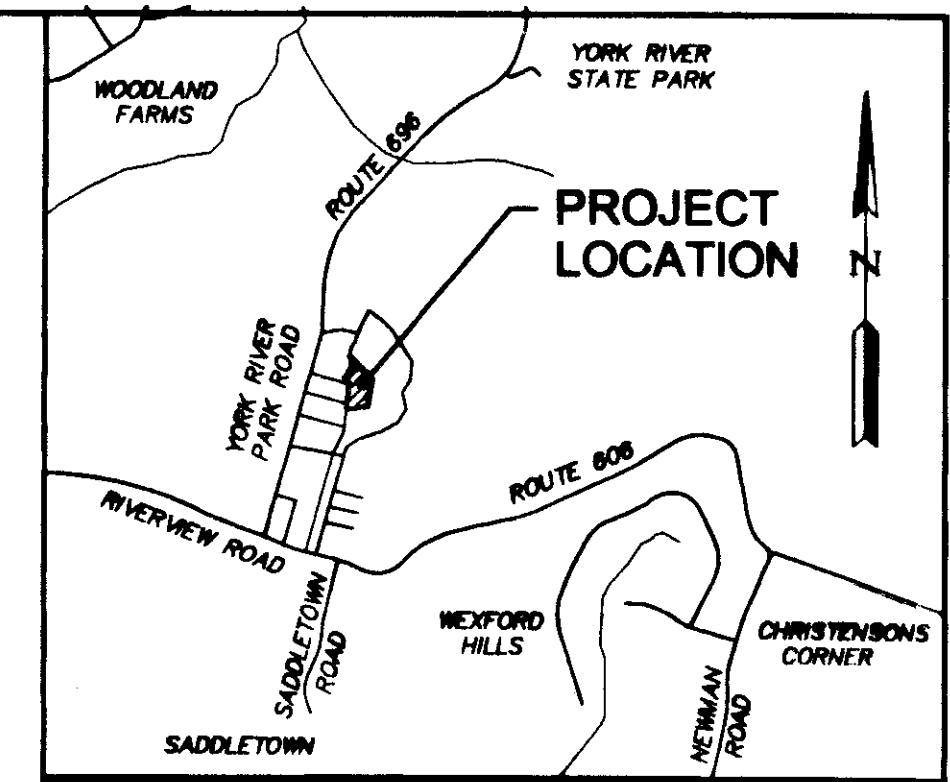 YORK RIVER
STATE PARK
WOODLAND
FARMS
ROUTE 696
PROJECT
LOCATION
N
YORK RIVER
PARK ROAD
ROUTE 606
RIVERVIEW ROAD
SADDLETOWN
ROAD
WEXFORD
HILLS
CHRISTENSONS
CORNER
NEWMAN
ROAD
SADDLETOWN